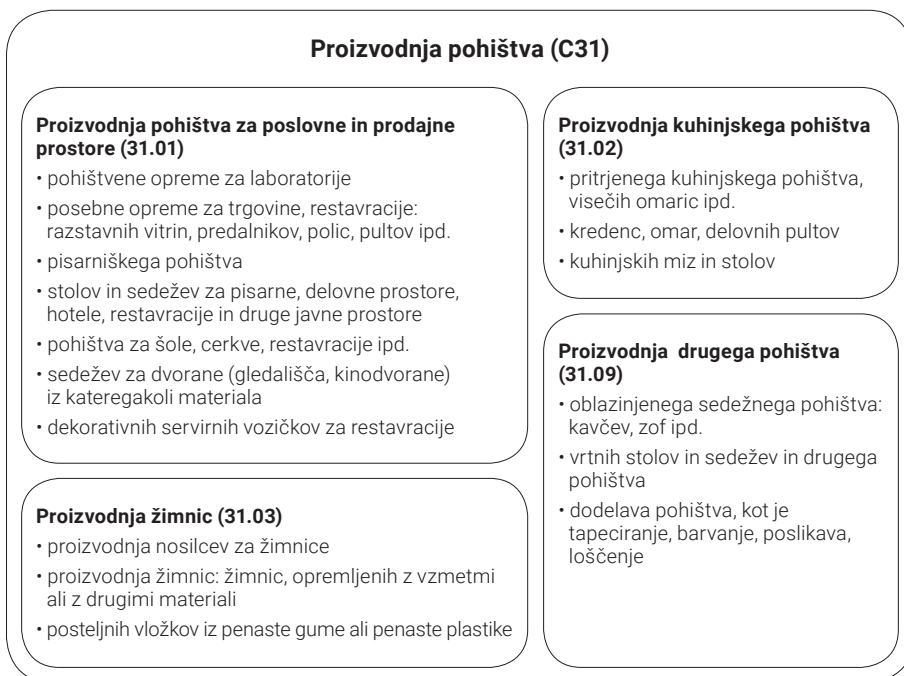 Proizvodnja pohištva (C31)
Proizvodnja pohištva za poslovne in prodajne
prostore (31.01)
• pohištvene opreme za laboratorije
• posebne opreme za trgovine, restavracije:
razstavnih vitrin, predalnikov, polic, pultov ipd.
• pisarniškega pohištva
• stolov in sedežev za pisarne, delovne prostore,
hotele, restavracije in druge javne prostore
• pohištva za šole, cerkve, restavracije ipd.
• sedežev za dvorane (gledališča, kinodvorane)
iz kateregakoli materiala
• dekorativnih servirnih vozičkov za restavracije
Proizvodnja žimnic (31.03)
• proizvodnja nosilcev za žimnice
• proizvodnja žimnic: žimnic, opremljenih z vzmetmi
ali z drugimi materiali
• posteljnih vložkov iz penaste gume ali penaste plastike
Proizvodnja kuhinjskega pohištva
(31.02)
• pritrjenega kuhinjskega pohištva,
visečih omaric ipd.
• kredenc, omar, delovnih pultov
• kuhinjskih miz in stolov
Proizvodnja drugega pohištva
(31.09)
• oblazinjenega sedežnega pohištva:
kavčev, zof ipd.
• vrtnih stolov in sedežev in drugega
pohištva
• dodelava pohištva, kot je
tapeciranje, barvanje, poslikava,
loščenje